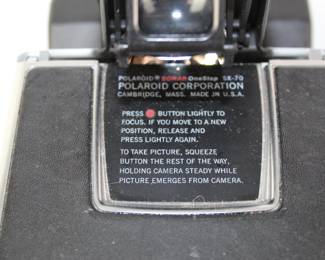 POLAROID® SONAR OneStep SX-70
POLAROID CORPORATION
CAMBRIDGE, MASS. MADE IN U.S.A.
PRESS BUTTON LIGHTLY TO
FOCUS. IF YOU MOVE TO A NEW
POSITION, RELEASE AND
PRESS LIGHTLY AGAIN.
TO TAKE PICTURE, SQUEEZE
BUTTON THE REST OF THE WAY,
HOLDING CAMERA STEADY WHILE
PICTURE EMERGES FROM CAMERA.